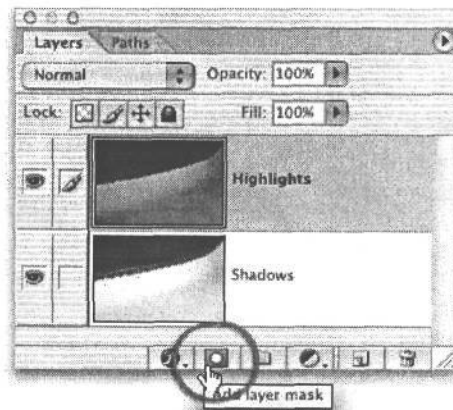 Layers Paths
Normal Opacity: 100%
Lock: Fill: 100%
Highlights
Shadows
Add layer mask